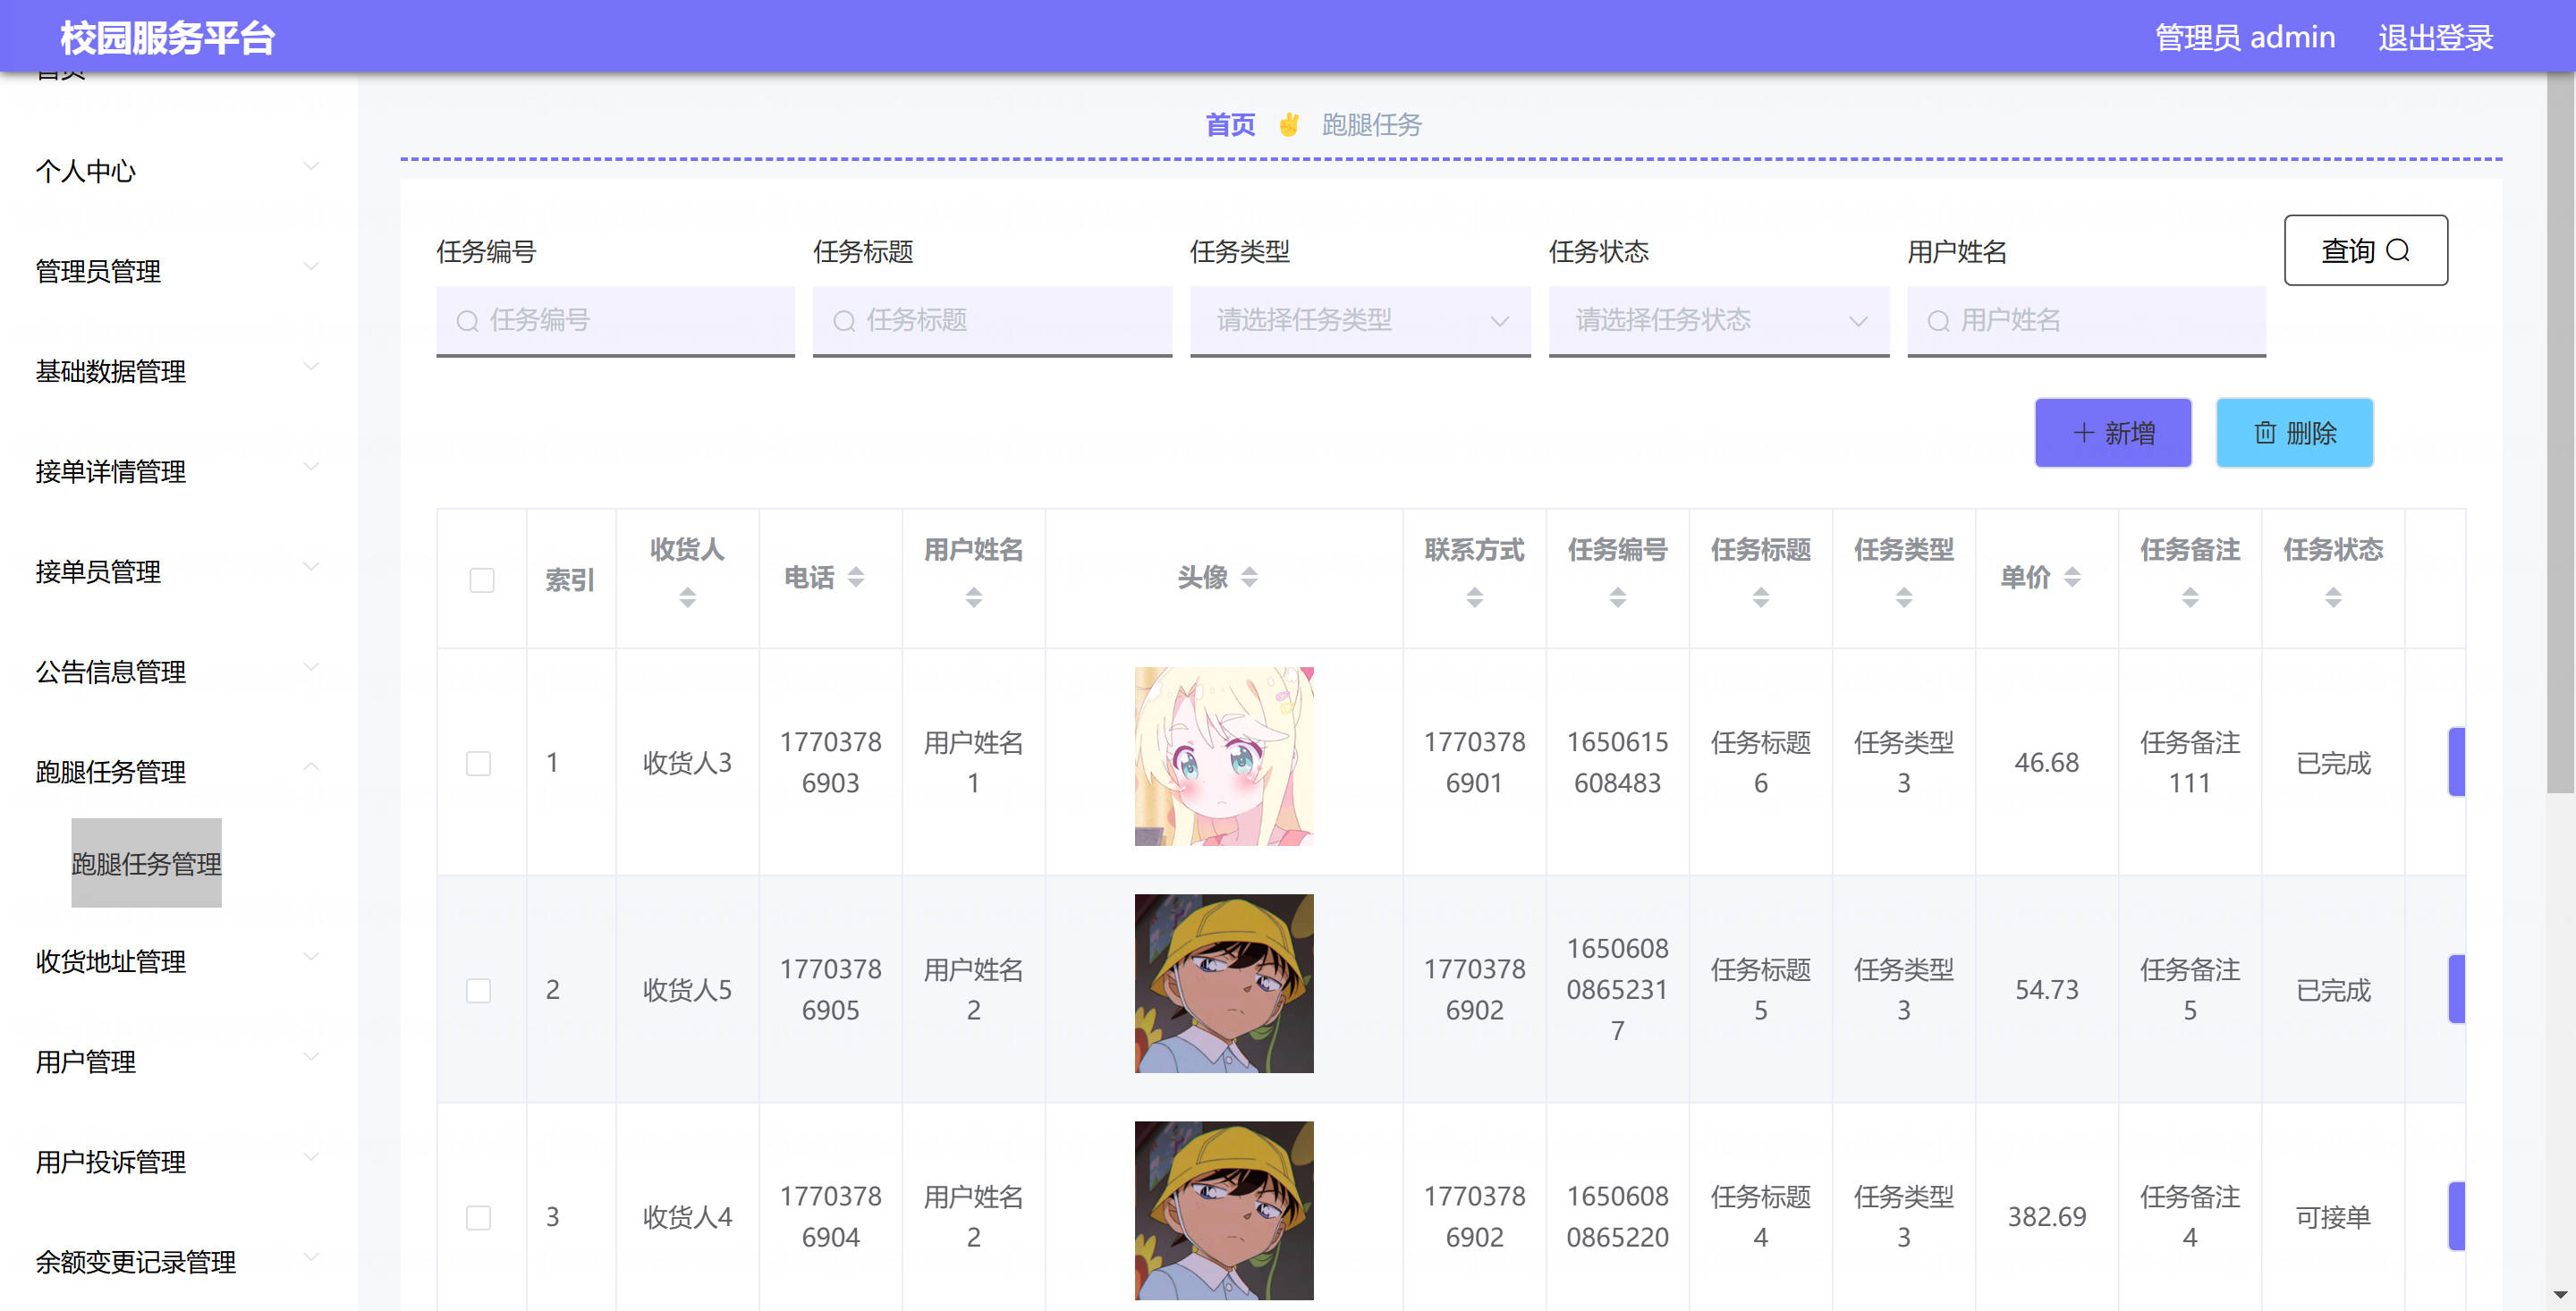 校园服务平台
管理员 admin
退出登录
首页
个人中心
管理员管理
基础数据管理
接单详情管理
接单员管理
公告信息管理
跑腿任务管理
跑腿任务管理
收货地址管理
用户管理
用户投诉管理
余额变更记录管理
首页 ✌ 跑腿任务
任务编号 任务标题 任务类型 任务状态 用户姓名
任务编号 任务标题 请选择任务类型 请选择任务状态 用户姓名
查询
新增 删除
索引 收货人 电话 用户姓名 头像 联系方式 任务编号 任务标题 任务类型 单价 任务备注 任务状态
1 收货人3 17703786903 用户姓名1 17703786901 1650615608483 任务标题6 任务类型3 46.68 任务备注111 已完成
2 收货人5 17703786905 用户姓名2 17703786902 165060808652317 任务标题5 任务类型3 54.73 任务备注5 已完成
3 收货人4 17703786904 用户姓名2 17703786902 16506080865220 任务标题4 任务类型3 382.69 任务备注4 可接单